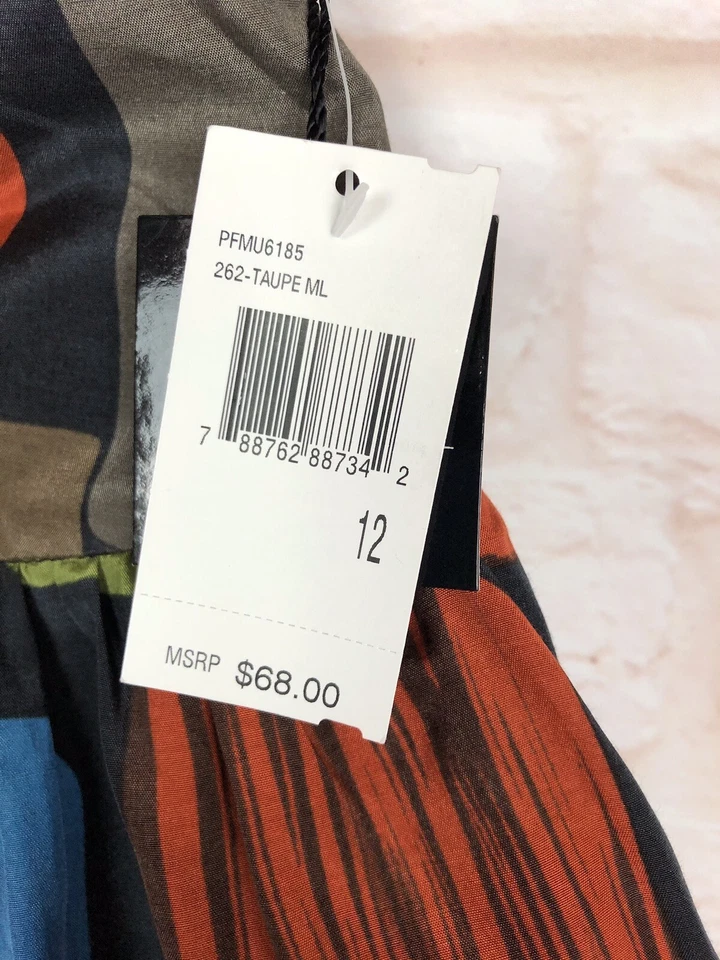 PFMU6185
262-TAUPE ML
7 88762 88734 2
12
MSRP $68.00